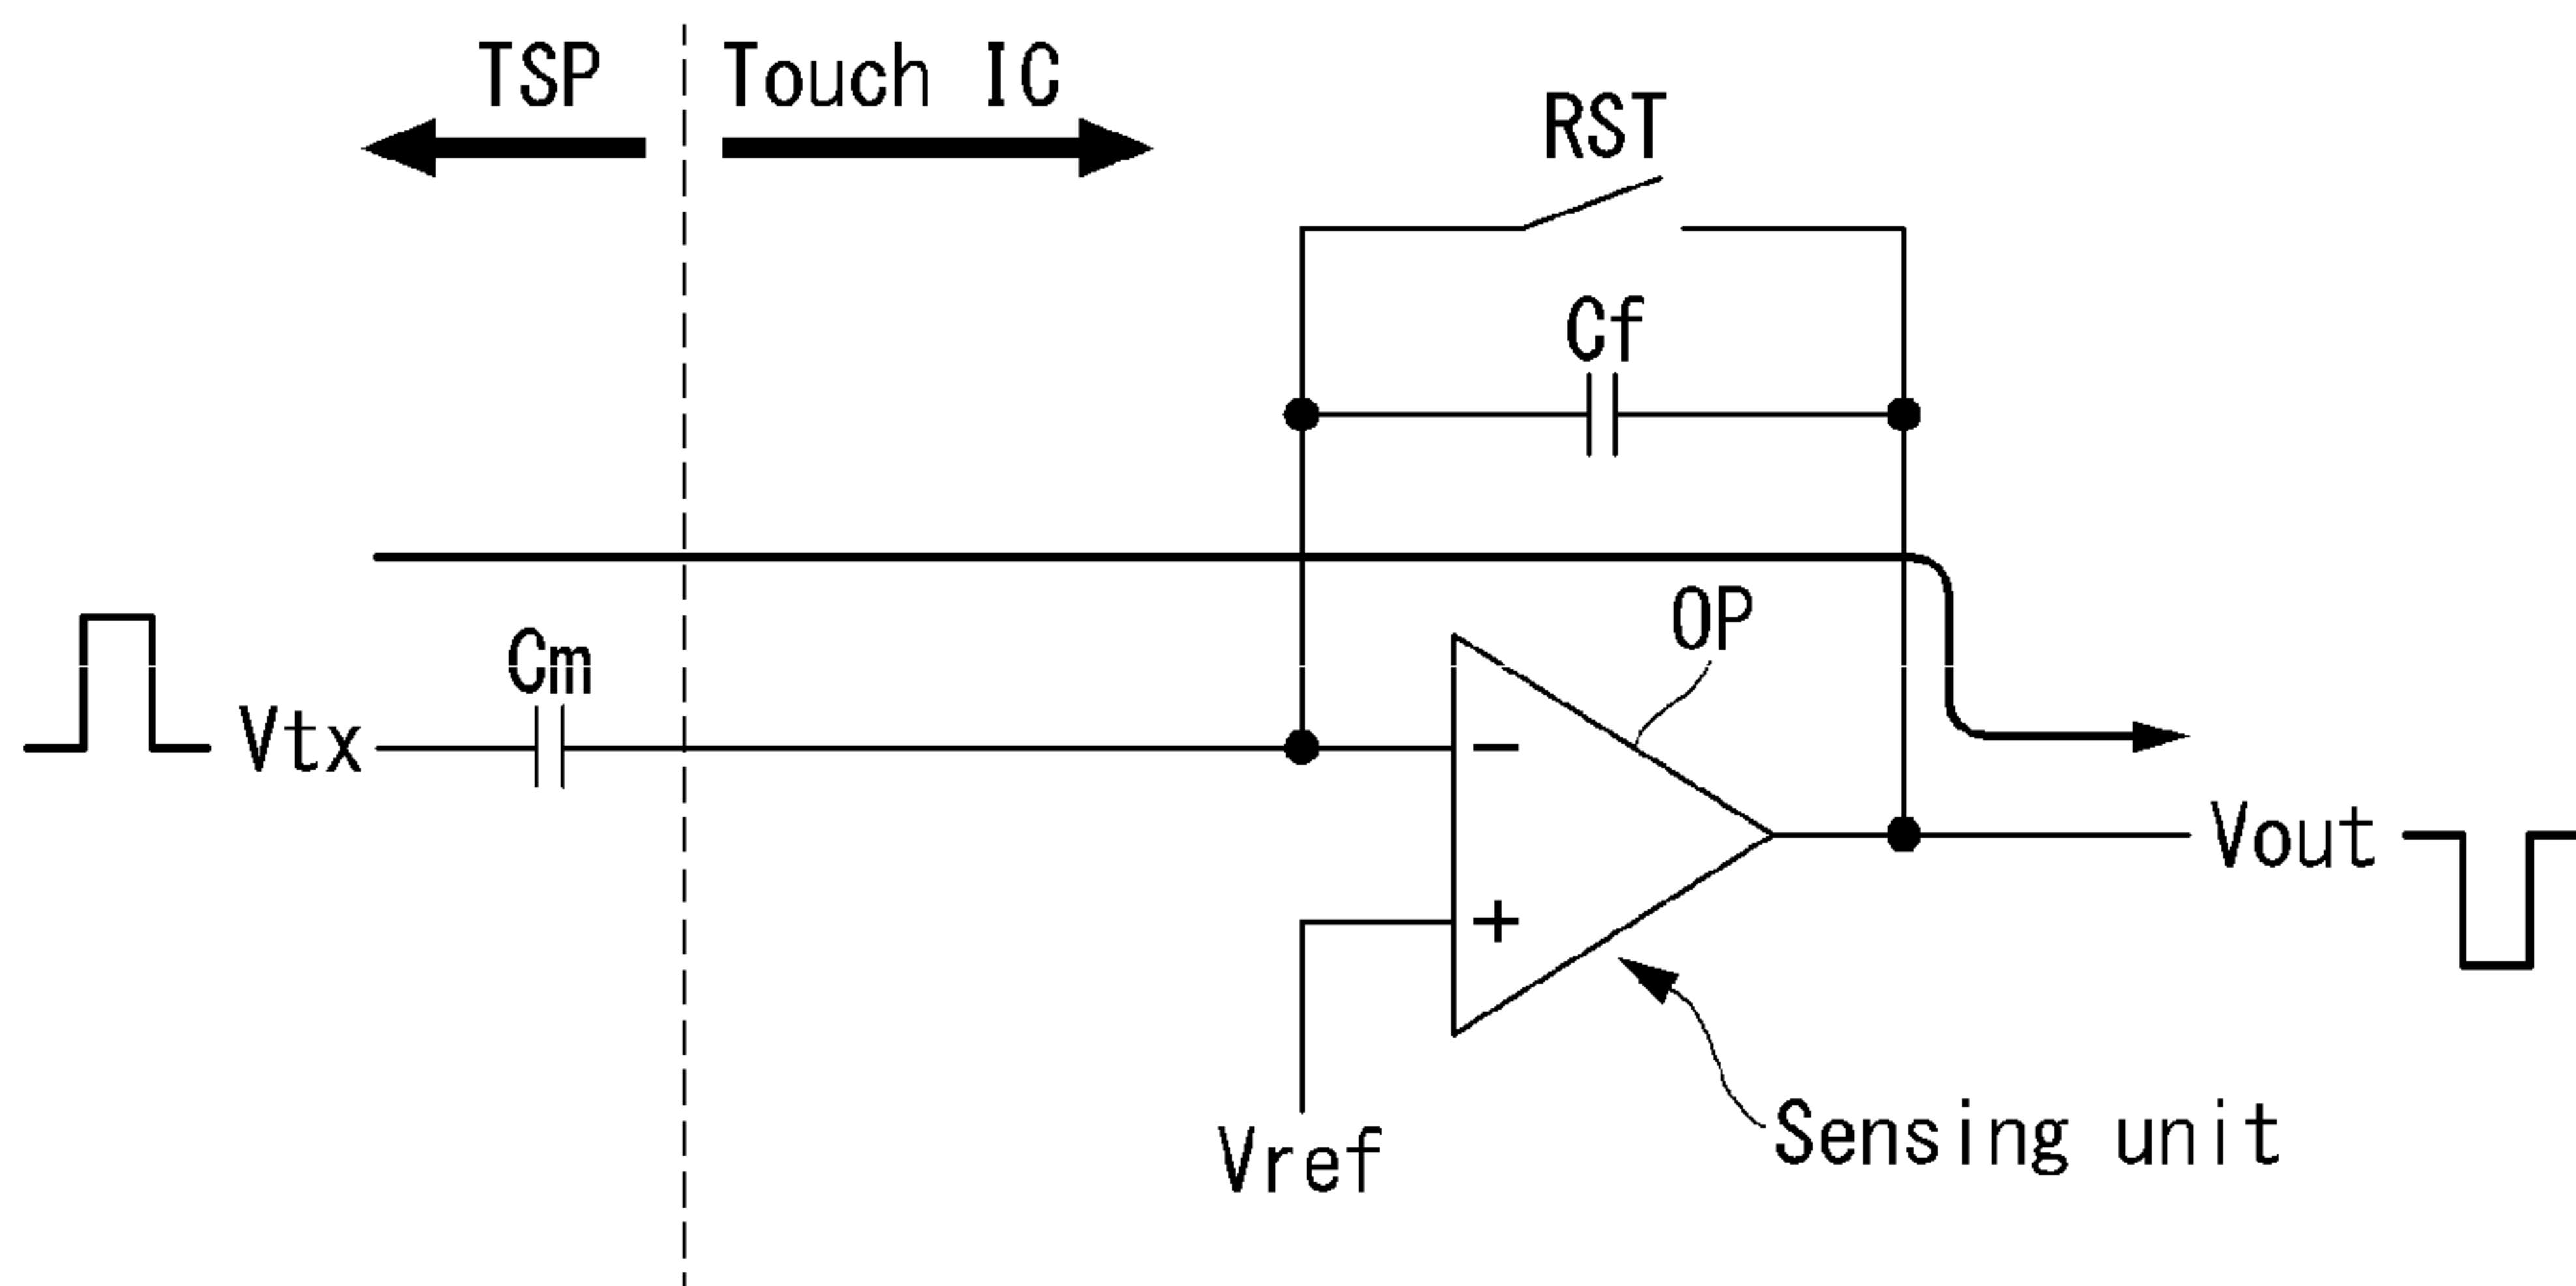 TSP
Touch IC
RST
Cf
OP
Cm
Vtx
−
Vout
+
Vref
Sensing unit